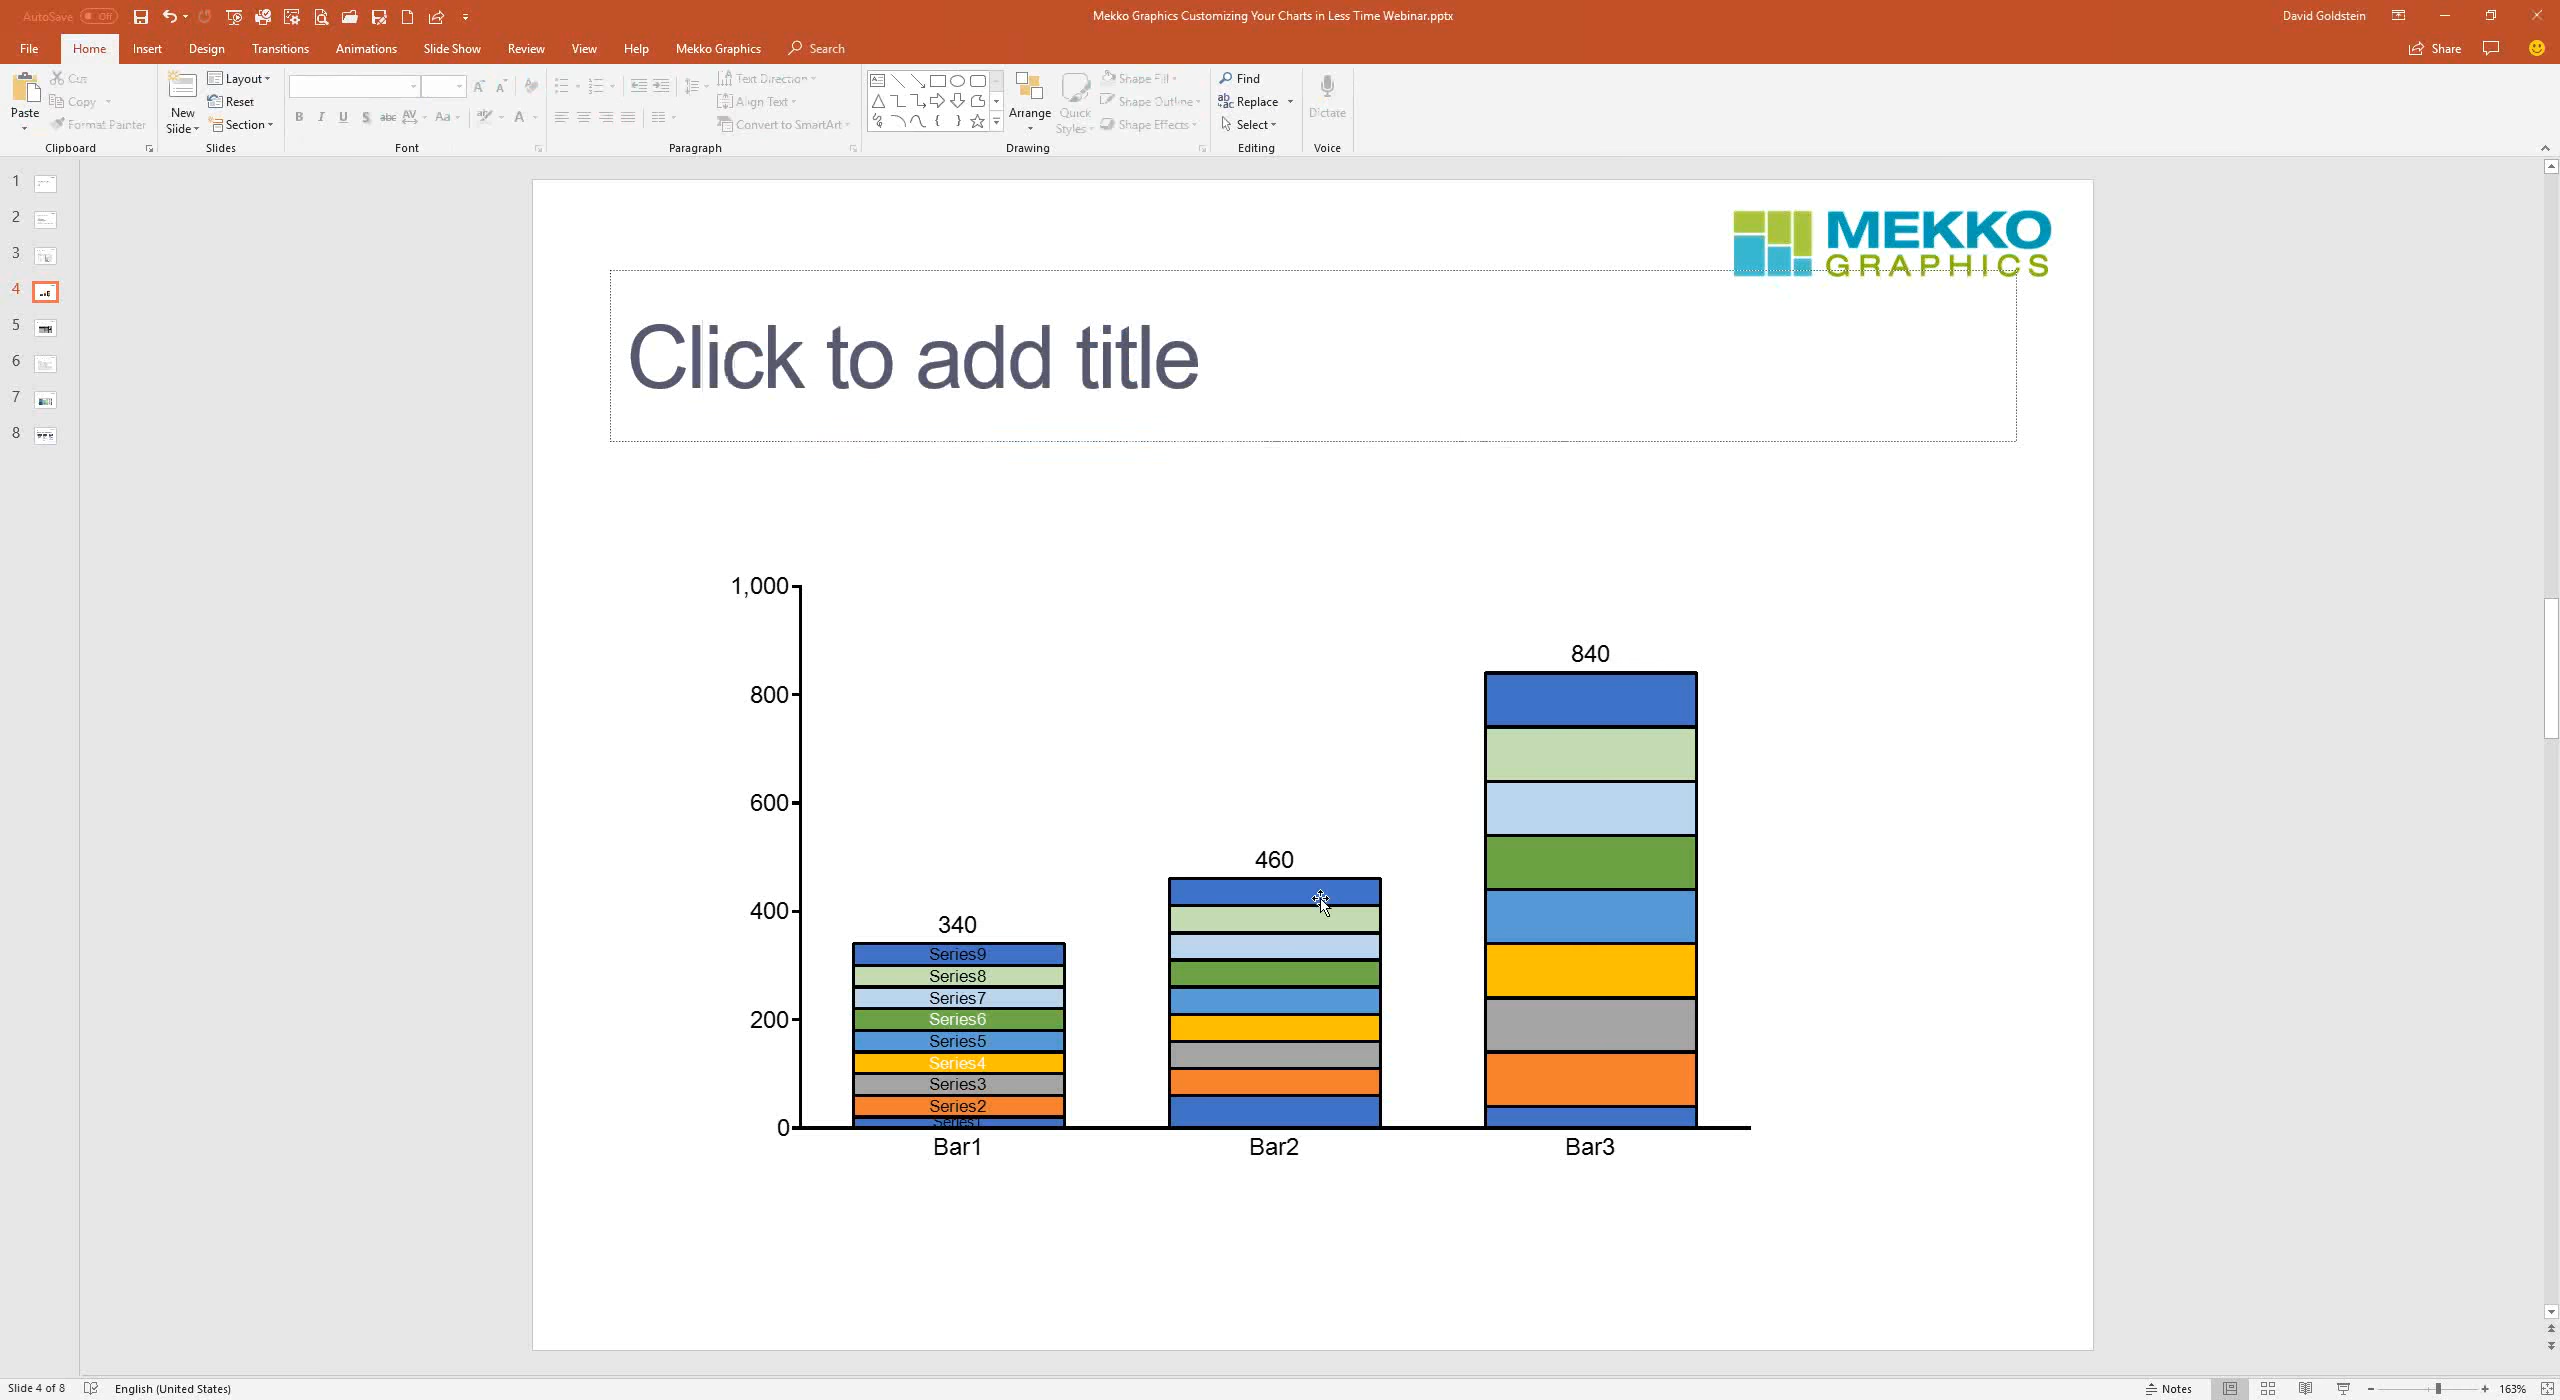 AutoSave Off
Mekko Graphics Customizing Your Charts in Less Time Webinar.pptx
David Goldstein
File Home Insert Design Transitions Animations Slide Show Review View Help Mekko Graphics Search
Share
Paste
Cut
Copy
Format Painter
Clipboard
New Slide
Layout
Reset
Section
Slides
B I U S abc AV Aa A
Font
Text Direction
Align Text
Convert to SmartArt
Paragraph
Arrange
Quick Styles
Shape Fill
Shape Outline
Shape Effects
Drawing
Find
Replace
Select
Editing
Dictate
Voice
1
2
3
4
5
6
7
8
MEKKO
GRAPHICS
Click to add title
1,000
840
800
600
460
400
340
Series9
Series8
Series7
Series6
200
Series5
Series4
Series3
Series2
Series1
0
Bar1 Bar2 Bar3
Slide 4 of 8 English (United States) Notes 163%